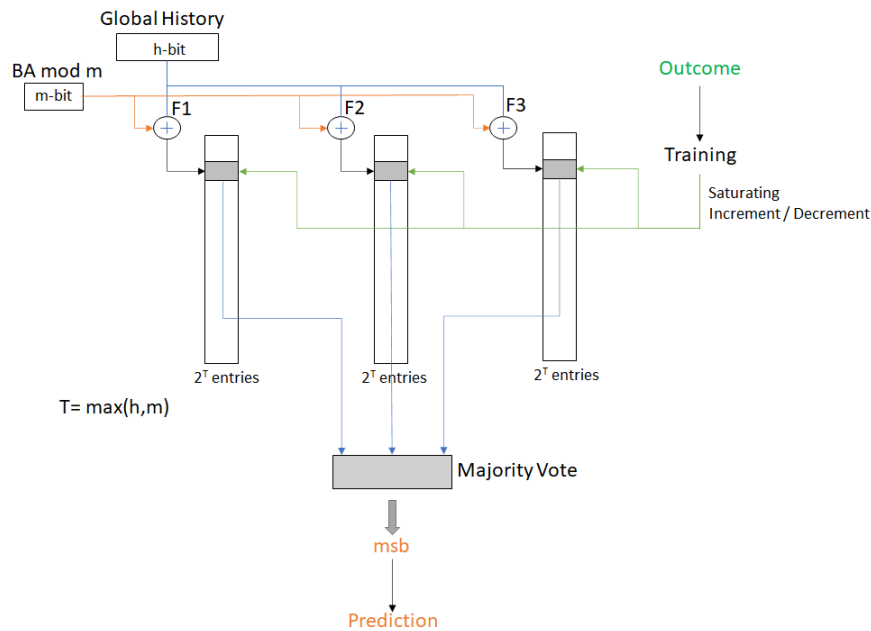 Global History
h-bit
BA mod m
m-bit
F1
F2
F3
Outcome
Training
Saturating
Increment / Decrement
2ᵀ entries
2ᵀ entries
2ᵀ entries
T= max(h,m)
Majority Vote
msb
Prediction